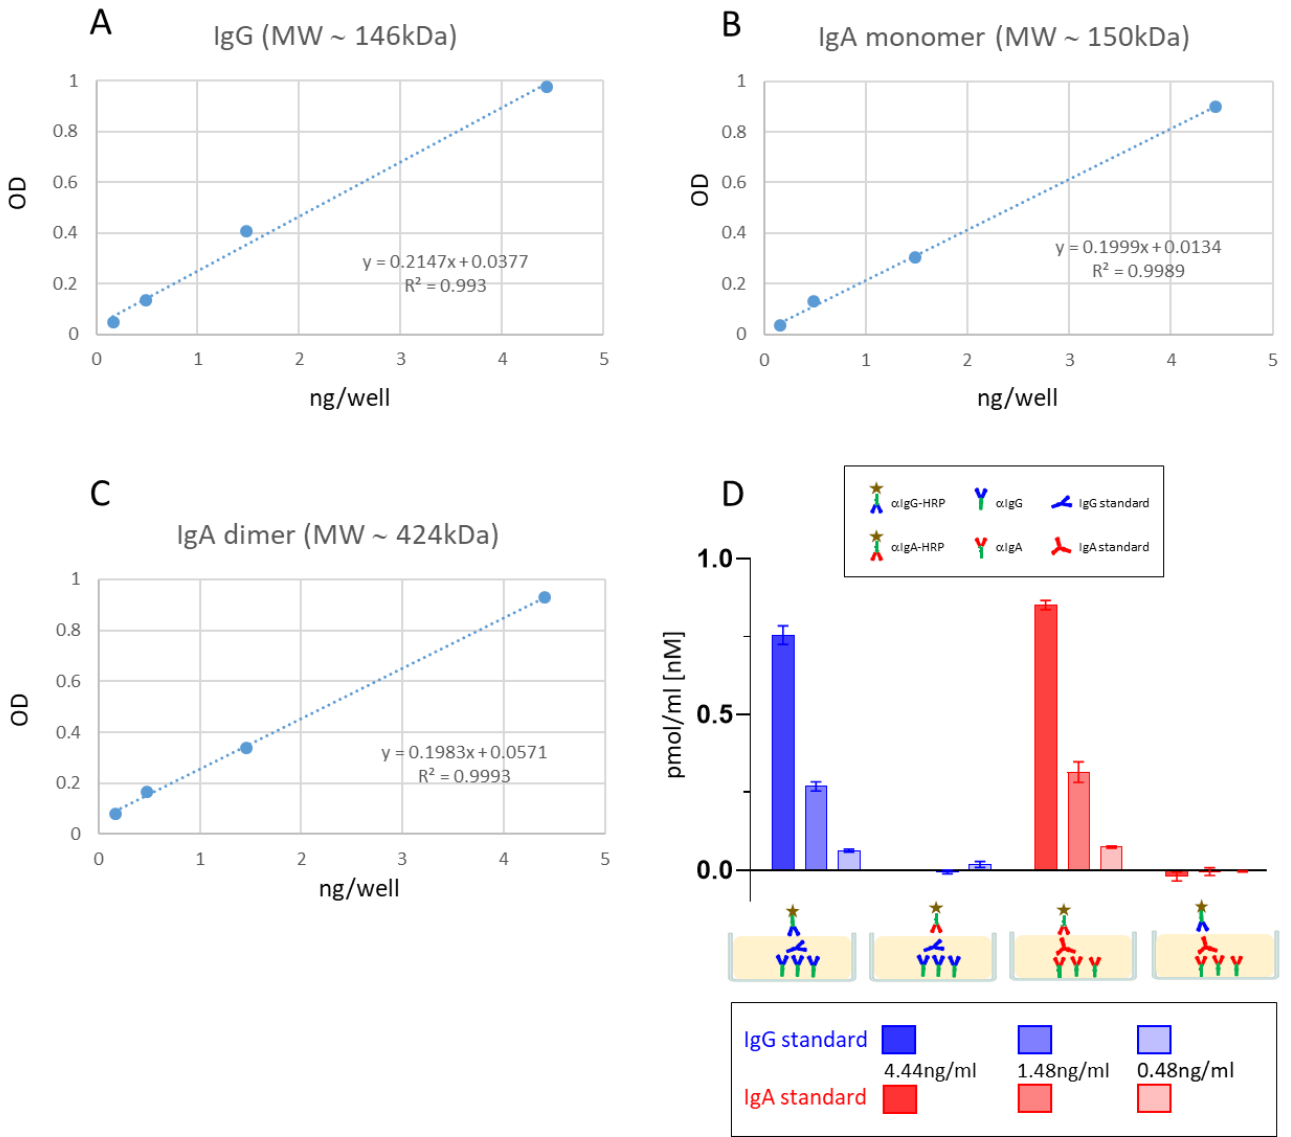 A
IgG (MW ~ 146kDa)
1
0.8
0.6
0.4
0.2
0
OD
y = 0.2147x + 0.0377
R² = 0.993
0 1 2 3 4 5
ng/well
B
IgA monomer (MW ~ 150kDa)
1
0.8
0.6
0.4
0.2
0
OD
y = 0.1999x + 0.0134
R² = 0.9989
0 1 2 3 4 5
ng/well
C
IgA dimer (MW ~ 424kDa)
1
0.8
0.6
0.4
0.2
0
OD
y = 0.1983x + 0.0571
R² = 0.9993
0 1 2 3 4 5
ng/well
D
αIgG-HRP αIgG IgG standard
αIgA-HRP αIgA IgA standard
1.0
0.5
0.0
pmol/ml [nM]
IgG standard
4.44ng/ml 1.48ng/ml 0.48ng/ml
IgA standard